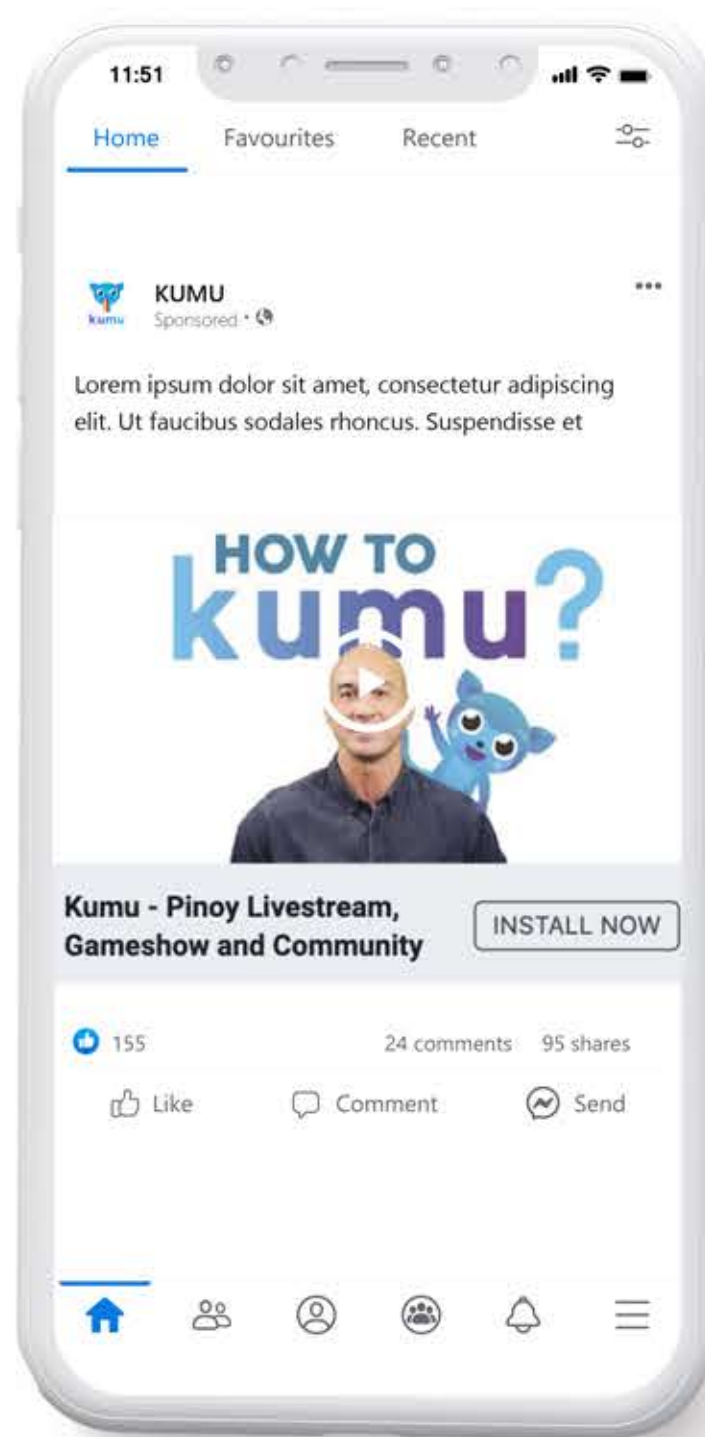 11:51
Home Favourites Recent
KUMU
kumu
Sponsored
Lorem ipsum dolor sit amet, consectetur adipiscing
elit. Ut faucibus sodales rhoncus. Suspendisse et
HOW TO
kumu?
Kumu - Pinoy Livestream,
Gameshow and Community
INSTALL NOW
155 24 comments 95 shares
Like Comment Send